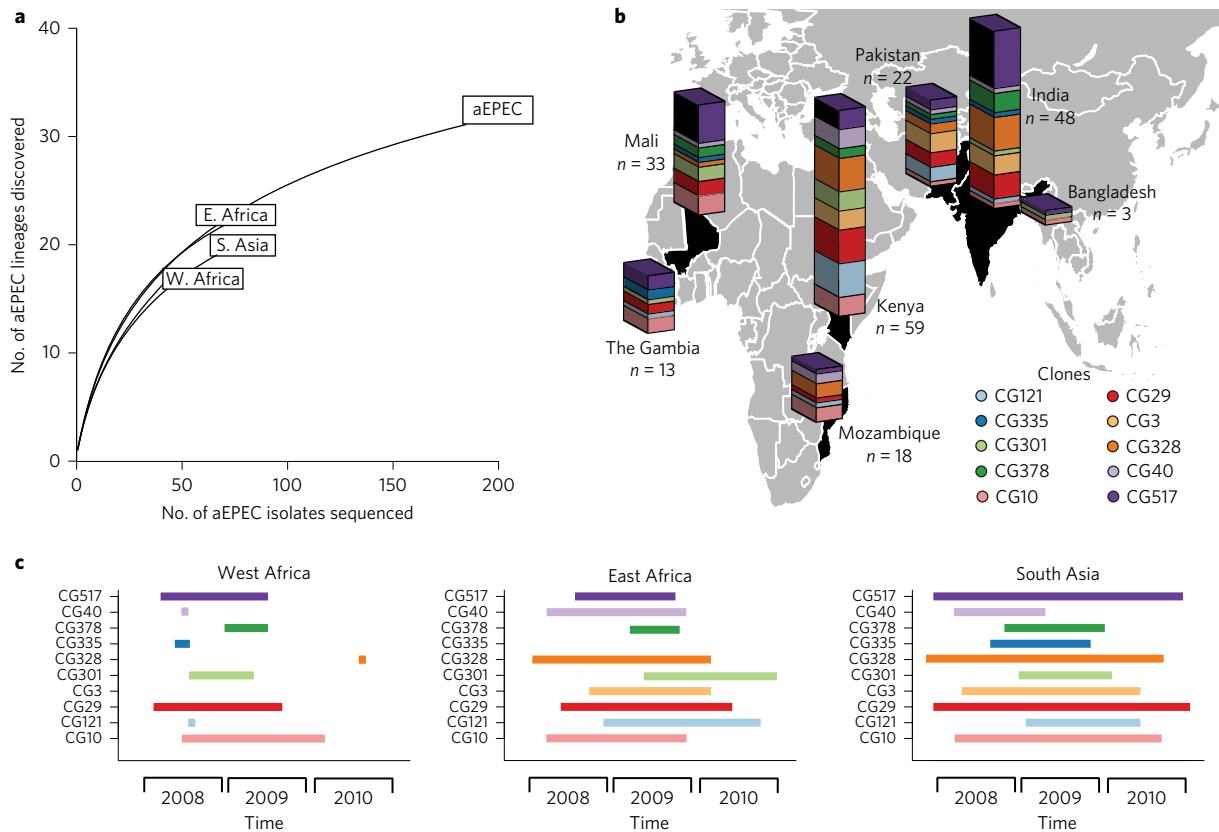 a
40
30
20
10
0
No. of aEPEC lineages discovered
aEPEC
E. Africa
S. Asia
W. Africa
0
50
100
150
200
No. of aEPEC isolates sequenced
b
Mali
n = 33
The Gambia
n = 13
Pakistan
n = 22
India
n = 48
Bangladesh
n = 3
Kenya
n = 59
Mozambique
n = 18
Clones
CG121
CG335
CG301
CG378
CG10
CG29
CG3
CG328
CG40
CG517
c
West Africa
CG517
CG40
CG378
CG335
CG328
CG301
CG3
CG29
CG121
CG10
2008
2009
2010
Time
East Africa
CG517
CG40
CG378
CG335
CG328
CG301
CG3
CG29
CG121
CG10
2008
2009
2010
Time
South Asia
CG517
CG40
CG378
CG335
CG328
CG301
CG3
CG29
CG121
CG10
2008
2009
2010
Time